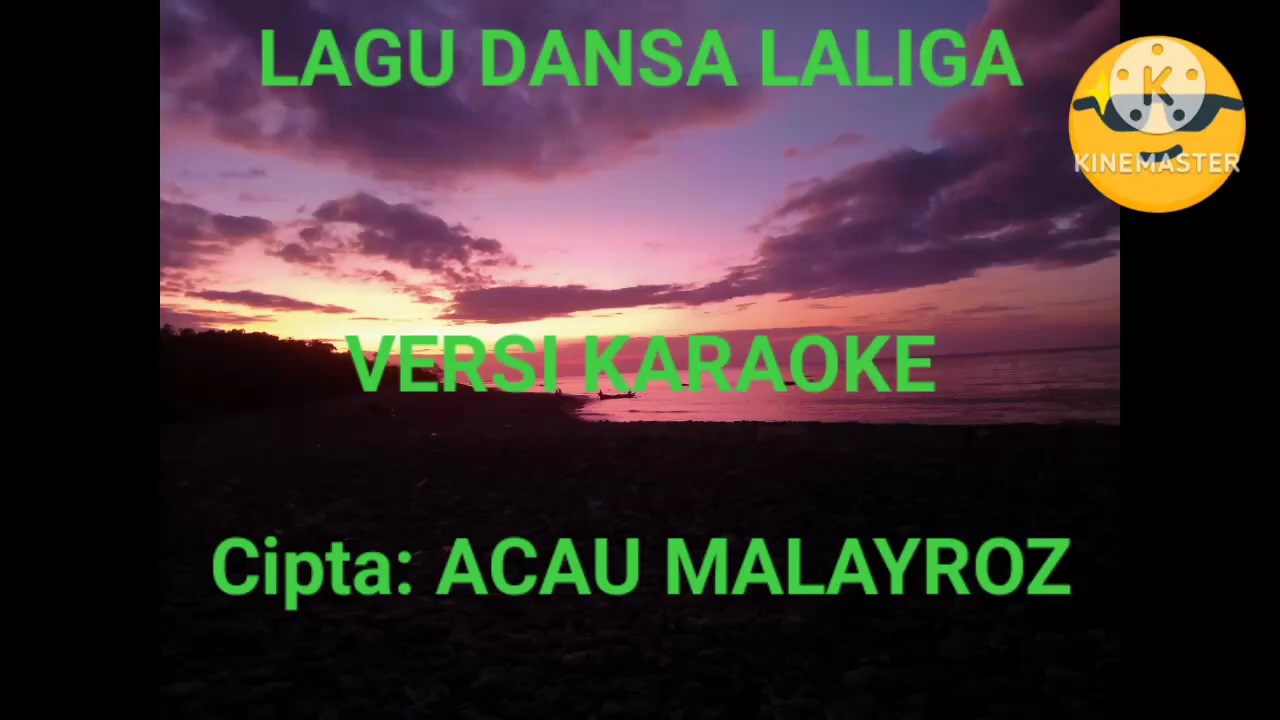 LAGU DANSA LALIGA
K
KINEMASTER
VERSI KARAOKE
Cipta: ACAU MALAYROZ